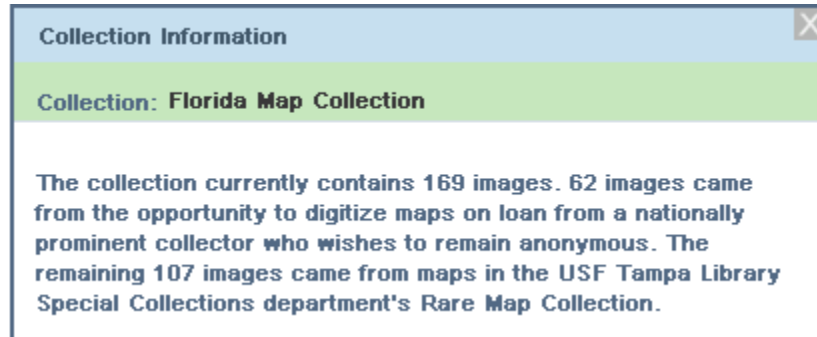 Collection Information
Collection: Florida Map Collection
The collection currently contains 169 images. 62 images came
from the opportunity to digitize maps on loan from a nationally
prominent collector who wishes to remain anonymous. The
remaining 107 images came from maps in the USF Tampa Library
Special Collections department's Rare Map Collection.